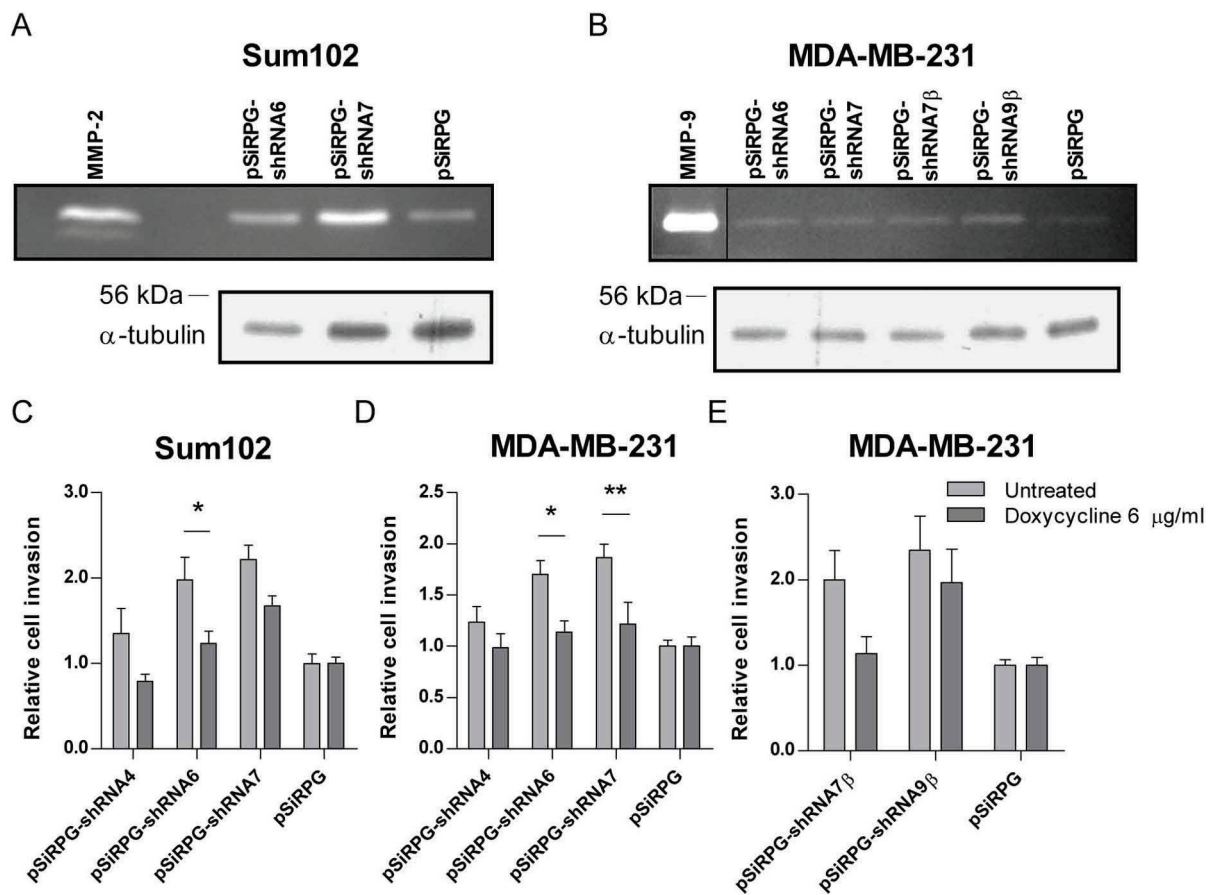 A
Sum102
MMP-2
pSiRPG-
shRNA6
pSiRPG-
shRNA7
pSiRPG
56 kDa
α-tubulin
B
MDA-MB-231
MMP-9
pSiRPG-
shRNA6
pSiRPG-
shRNA7
pSiRPG-
shRNA7β
pSiRPG-
shRNA9β
pSiRPG
56 kDa
α-tubulin
C
Sum102
Relative cell invasion
3.0
2.0
1.0
0.0
*
pSiRPG-shRNA4
pSiRPG-shRNA6
pSiRPG-shRNA7
pSiRPG
D
MDA-MB-231
Relative cell invasion
2.5
2.0
1.5
1.0
0.5
0.0
*
**
pSiRPG-shRNA4
pSiRPG-shRNA6
pSiRPG-shRNA7
pSiRPG
E
MDA-MB-231
Relative cell invasion
3.0
2.0
1.0
0.0
Untreated
Doxycycline 6 μg/ml
pSiRPG-shRNA7β
pSiRPG-shRNA9β
pSiRPG